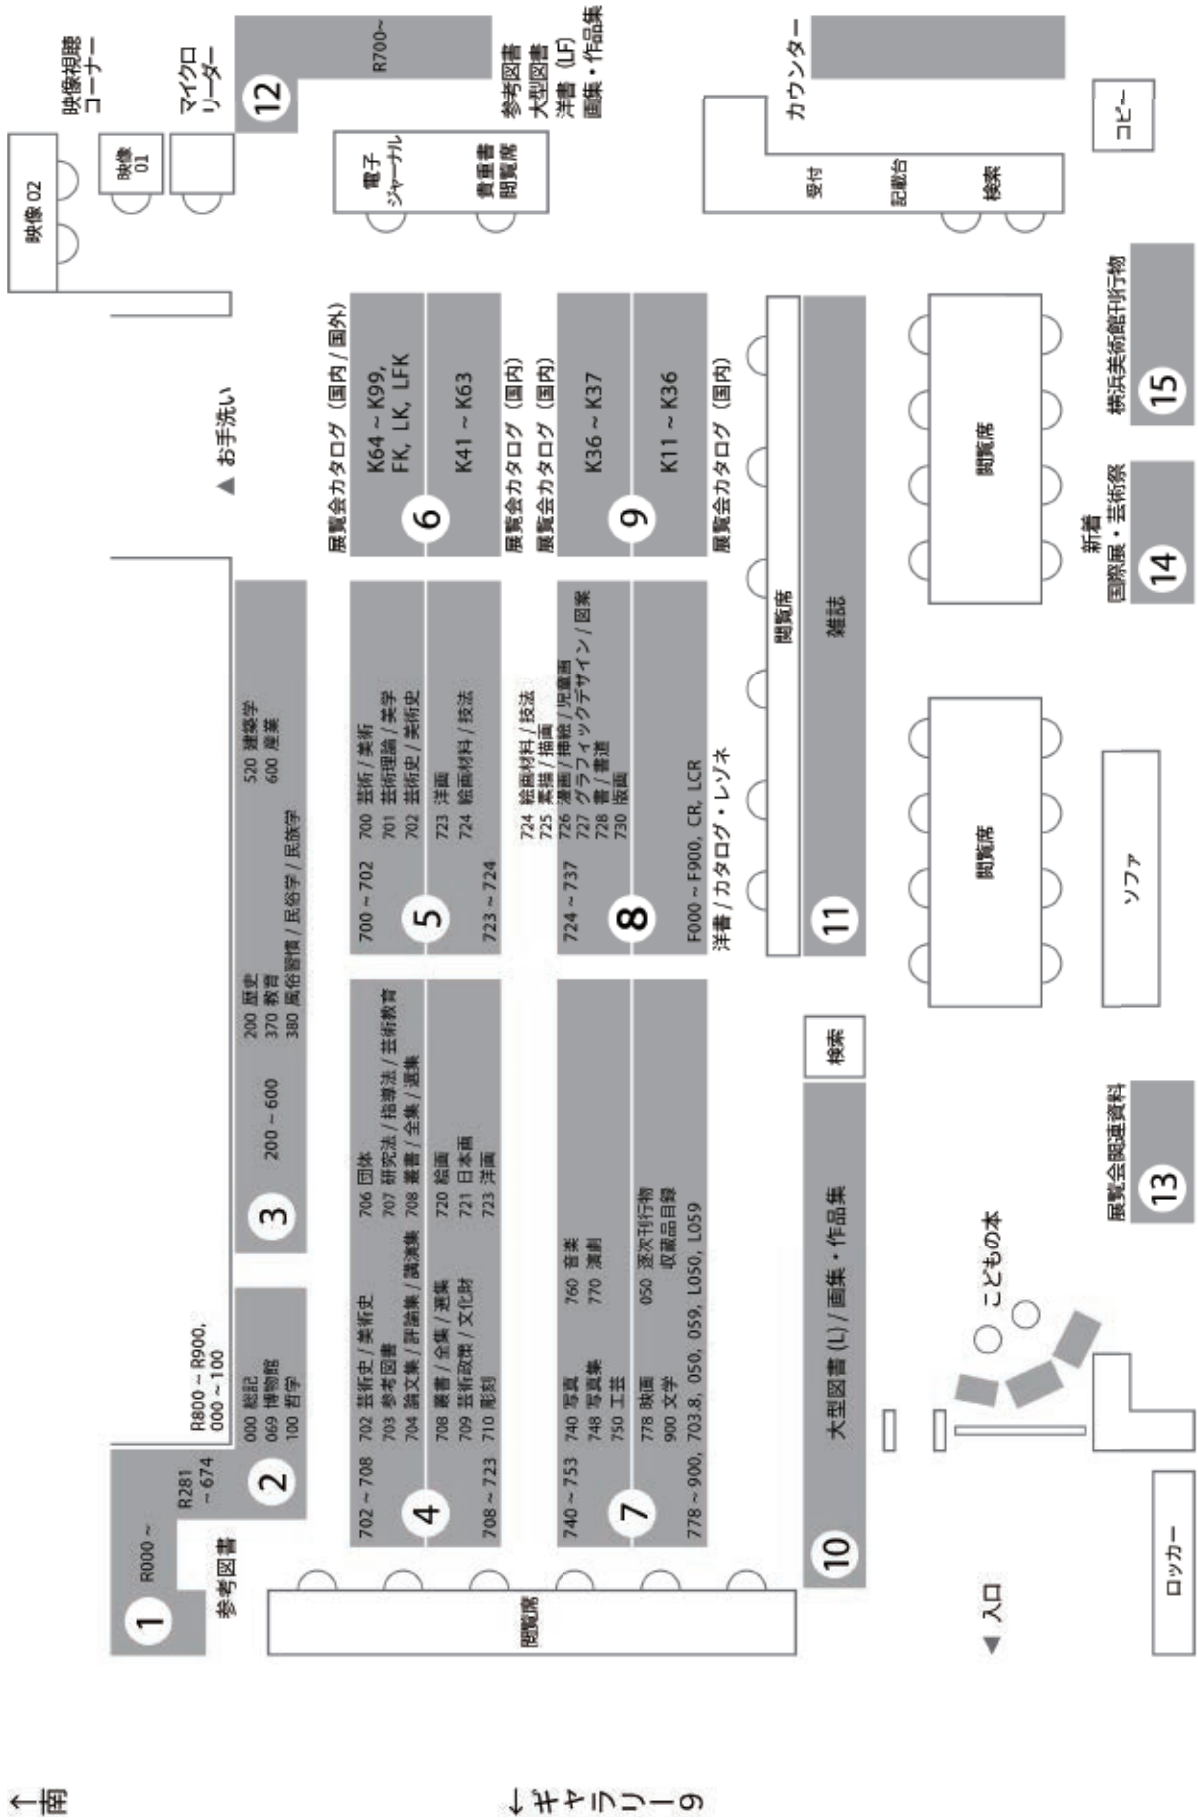 ↑南
←ギャラリー9
1
R000 ~
参考図書
R281
~ 674
R800 ~ R900,
000 ~ 100
2
000 総記
069 博物館
100 哲学
3
200 ~ 600
200 歴史
370 教育
380 風俗習慣 / 民俗学 / 民族学
520 建築学
600 産業
▲お手洗い
映像 02
映像
01
映像視聴
コーナー
マイクロ
リーダー
12
R700~
参考図書
大型図書
洋書 (LF)
画集・作品集
電子
ジャーナル
貴重書
閲覧席
閲覧席
4
702 ~ 708
702 芸術史 / 美術史
703 参考図書
704 論文集 / 評論集 / 講演集
706 団体
707 研究法 / 指導法 / 芸術教育
708 叢書 / 全集 / 選集
708 ~ 723
708 叢書 / 全集 / 選集
709 芸術政策 / 文化財
710 彫刻
720 絵画
721 日本画
723 洋画
5
700 ~ 702
700 芸術 / 美術
701 芸術理論 / 美学
702 芸術史 / 美術史
723 洋画
724 絵画材料 / 技法
723 ~ 724
展覧会カタログ（国内 / 国外）
6
K64 ~ K99,
FK, LK, LFK
K41 ~ K63
展覧会カタログ（国内）
7
740 ~ 753
740 写真
748 写真集
750 工芸
760 音楽
770 演劇
778 映画
900 文学
050 逐次刊行物
収蔵品目録
778 ~ 900, 703.8, 050, 059, L050, L059
8
724 ~ 737
724 絵画材料 / 技法
725 素描 / 描画
726 漫画 / 挿絵 / 児童画
727 グラフィックデザイン / 図案
728 書 / 書道
730 版画
F000 ~ F900, CR, LCR
洋書 / カタログ・レゾネ
展覧会カタログ（国内）
9
K36 ~ K37
K11 ~ K36
展覧会カタログ（国内）
10
大型図書 (L) / 画集・作品集
検索
閲覧席
11
雑誌
カウンター
受付
記載台
検索
コピー
◀入口
ロッカー
こどもの本
展覧会関連資料
13
閲覧席
ソファ
閲覧席
新着
国際展・芸術祭
14
横浜美術館刊行物
15